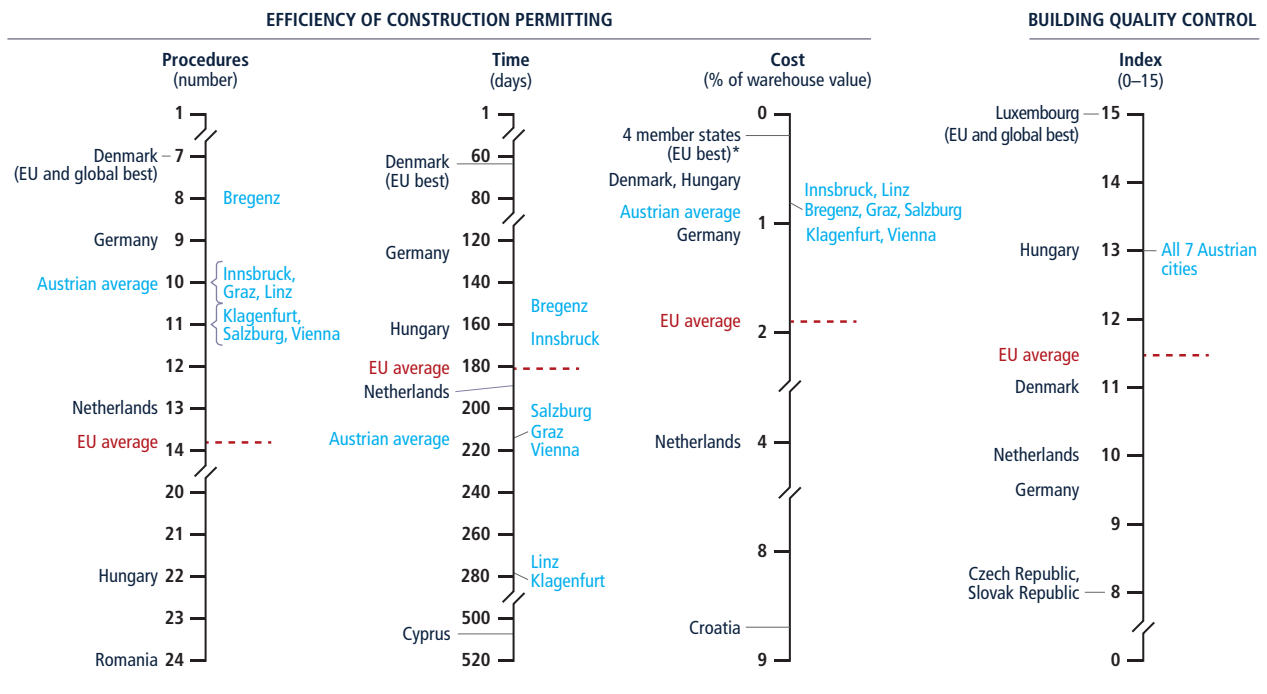 EFFICIENCY OF CONSTRUCTION PERMITTING
BUILDING QUALITY CONTROL
Procedures
(number)
1
Denmark
(EU and global best)
7
8
Bregenz
Germany
9
Austrian average
10
Innsbruck,
Graz, Linz
11
Klagenfurt,
Salzburg, Vienna
12
Netherlands
13
EU average
14
20
21
Hungary
22
23
Romania
24
Time
(days)
1
60
Denmark
(EU best)
80
120
Germany
140
Bregenz
160
Hungary
Innsbruck
180
EU average
Netherlands
200
Salzburg
Austrian average
Graz
220
Vienna
240
260
Linz
280
Klagenfurt
500
Cyprus
520
Cost
(% of warehouse value)
0
4 member states
(EU best)*
Denmark, Hungary
Innsbruck, Linz
Austrian average
Bregenz, Graz, Salzburg
1
Germany
Klagenfurt, Vienna
EU average
2
Netherlands
4
8
Croatia
9
Index
(0–15)
Luxembourg
15
(EU and global best)
14
Hungary
13
All 7 Austrian
cities
12
EU average
Denmark
11
Netherlands
10
Germany
9
Czech Republic,
Slovak Republic
8
0